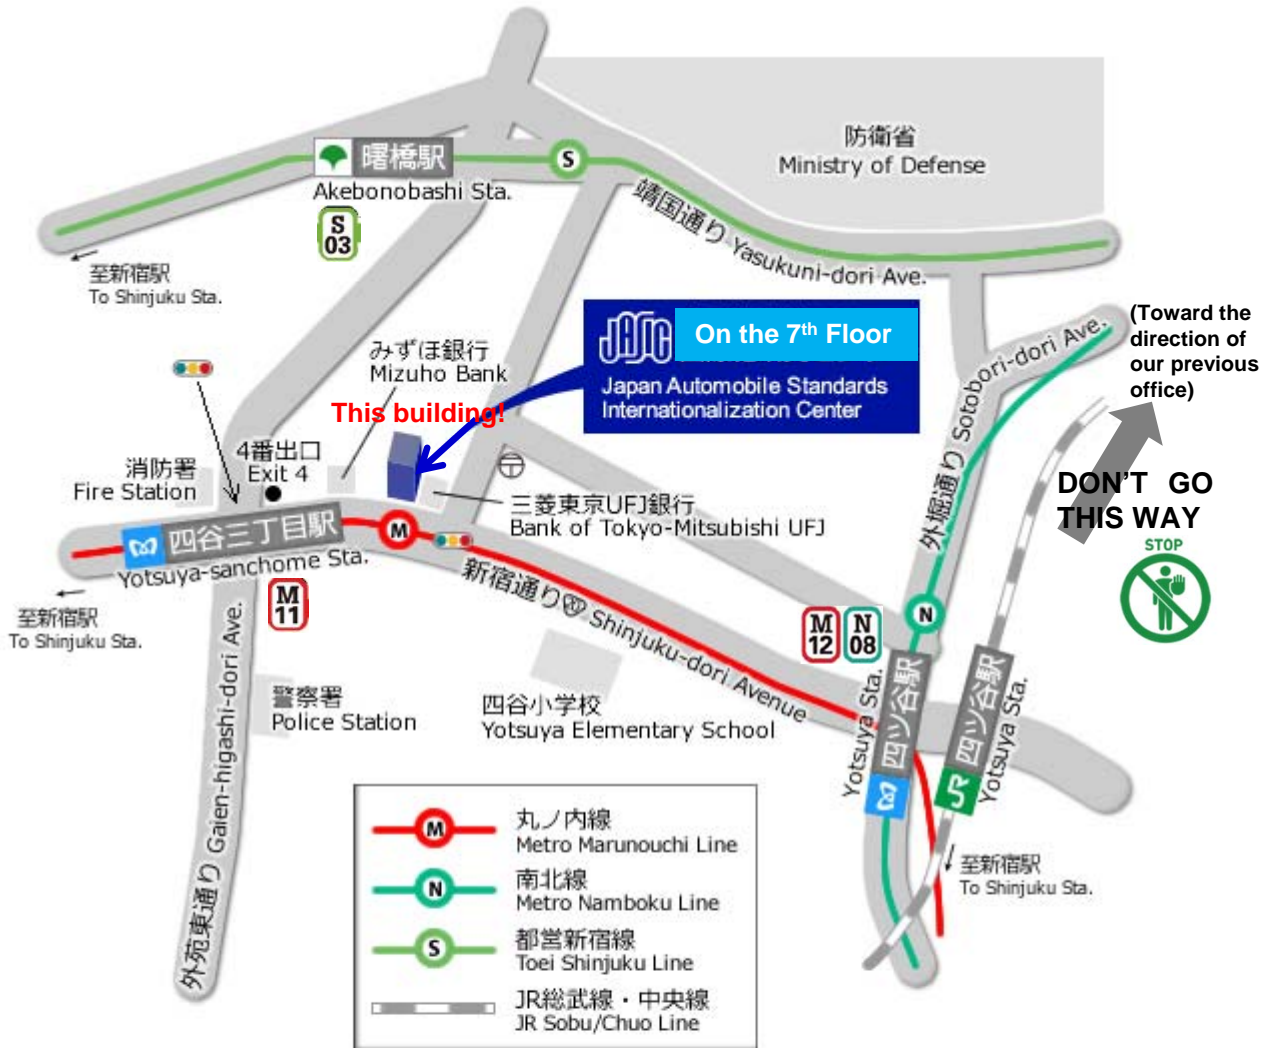 防衛省
Ministry of Defense
曙橋駅
Akebonobashi Sta.
S
S
03
靖国通り Yasukuni-dori Ave.
至新宿駅
To Shinjuku Sta.
JASIC
On the 7th Floor
Japan Automobile Standards
Internationalization Center
みずほ銀行
Mizuho Bank
This building!
(Toward the
direction of
our previous
office)
外堀通り Sotobori-dori Ave.
DON'T GO
THIS WAY
STOP
4番出口
Exit 4
消防署
Fire Station
〒
三菱東京UFJ銀行
Bank of Tokyo-Mitsubishi UFJ
四谷三丁目駅
Yotsuya-sanchome Sta.
M
M
11
至新宿駅
To Shinjuku Sta.
新宿通り 20 Shinjuku-dori Avenue
M
12
N
08
N
四ツ谷駅
Yotsuya Sta.
四ツ谷駅
Yotsuya Sta.
JR
警察署
Police Station
四谷小学校
Yotsuya Elementary School
外苑東通り Gaien-higashi-dori Ave.
至新宿駅
To Shinjuku Sta.
M
丸ノ内線
Metro Marunouchi Line
N
南北線
Metro Namboku Line
S
都営新宿線
Toei Shinjuku Line
JR総武線・中央線
JR Sobu/Chuo Line